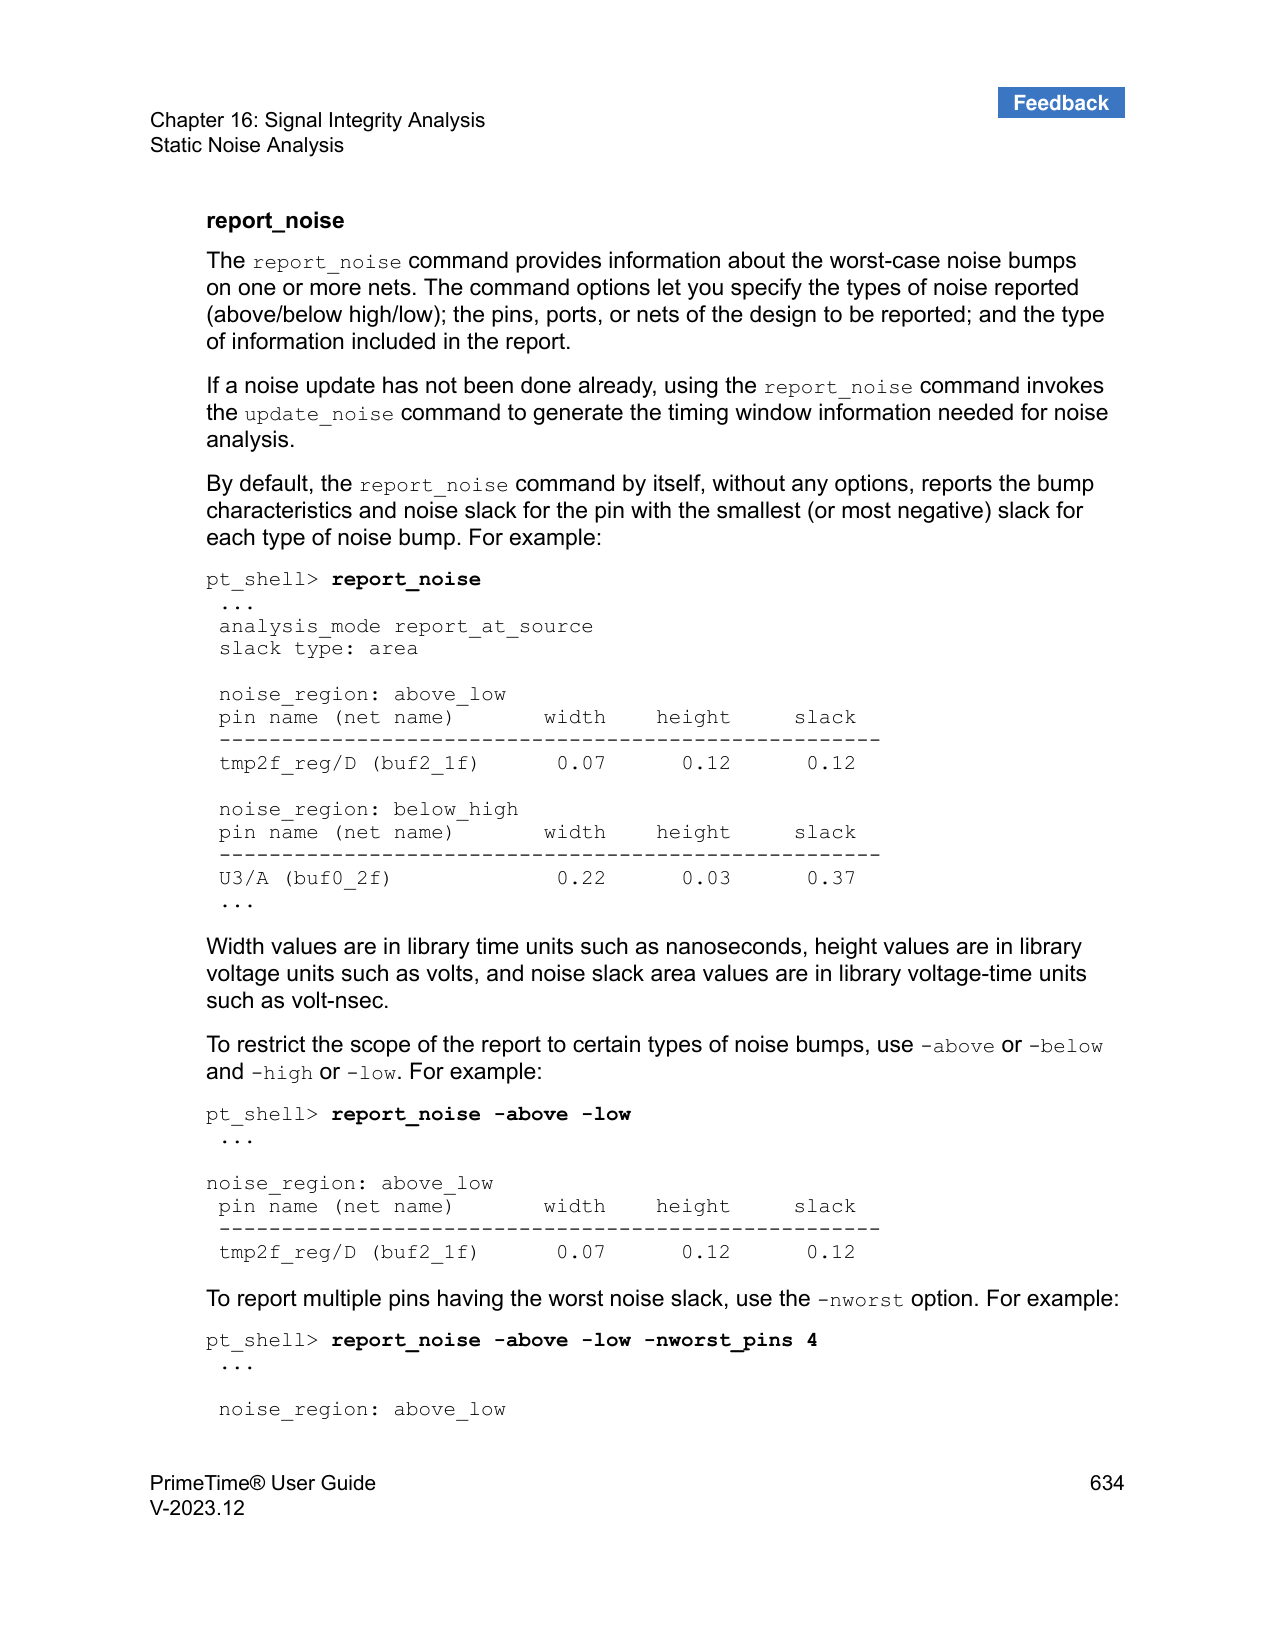 Feedback
Chapter 16: Signal Integrity Analysis
Static Noise Analysis
report_noise
The report_noise command provides information about the worst-case noise bumps
on one or more nets. The command options let you specify the types of noise reported
(above/below high/low); the pins, ports, or nets of the design to be reported; and the type
of information included in the report.
If a noise update has not been done already, using the report_noise command invokes
the update_noise command to generate the timing window information needed for noise
analysis.
By default, the report_noise command by itself, without any options, reports the bump
characteristics and noise slack for the pin with the smallest (or most negative) slack for
each type of noise bump. For example:
pt_shell> report_noise
 ...
 analysis_mode report_at_source
 slack type: area
 noise_region: above_low
 pin name (net name)       width    height     slack
 -----------------------------------------------------
 tmp2f_reg/D (buf2_1f)      0.07      0.12      0.12
 noise_region: below_high
 pin name (net name)       width    height     slack
 -----------------------------------------------------
 U3/A (buf0_2f)             0.22      0.03      0.37
 ...
Width values are in library time units such as nanoseconds, height values are in library
voltage units such as volts, and noise slack area values are in library voltage-time units
such as volt-nsec.
To restrict the scope of the report to certain types of noise bumps, use -above or -below
and -high or -low. For example:
pt_shell> report_noise -above -low
 ...
noise_region: above_low
 pin name (net name)       width    height     slack
 -----------------------------------------------------
 tmp2f_reg/D (buf2_1f)      0.07      0.12      0.12
To report multiple pins having the worst noise slack, use the -nworst option. For example:
pt_shell> report_noise -above -low -nworst_pins 4
 ...
 noise_region: above_low
PrimeTime® User Guide 634
V-2023.12